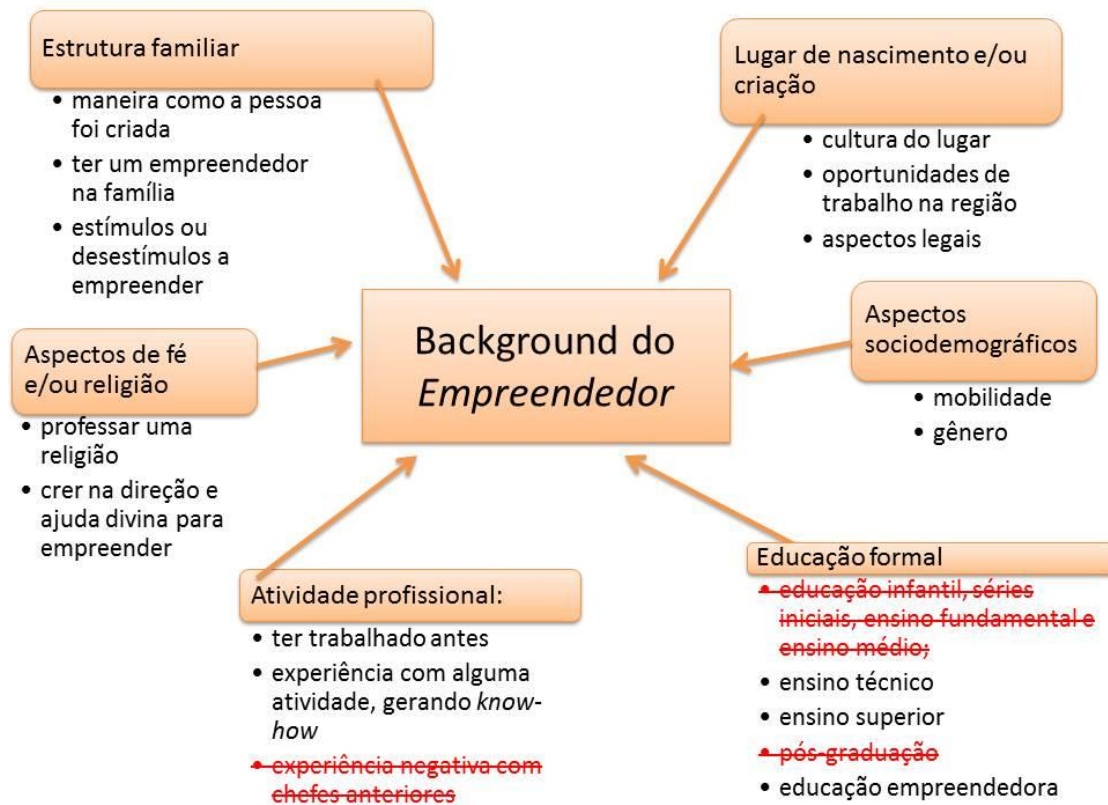 Estrutura familiar
• maneira como a pessoa
foi criada
• ter um empreendedor
na família
• estímulos ou
desestímulos a
empreender
Lugar de nascimento e/ou
criação
• cultura do lugar
• oportunidades de
trabalho na região
• aspectos legais
Aspectos de fé
e/ou religião
• professar uma
religião
• crer na direção e
ajuda divina para
empreender
Background do
Empreendedor
Aspectos
sociodemográficos
• mobilidade
• gênero
Atividade profissional:
• ter trabalhado antes
• experiência com alguma
atividade, gerando know-
how
• experiência negativa com
chefes anteriores
Educação formal
• educação infantil, séries
iniciais, ensino fundamental e
ensino médio;
• ensino técnico
• ensino superior
• pós-graduação
• educação empreendedora